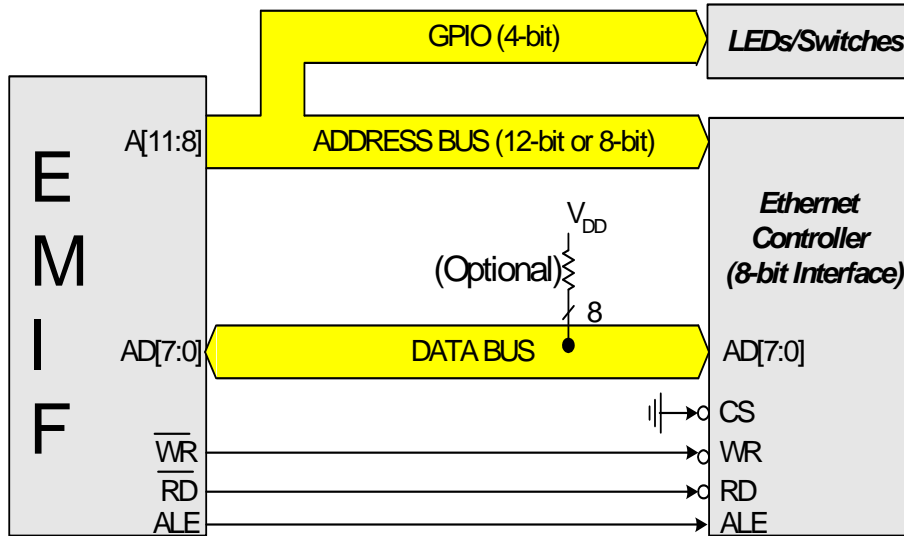 GPIO (4-bit)
LEDs/Switches
A[11:8]
ADDRESS BUS (12-bit or 8-bit)
E
M
I
F
Ethernet
Controller
(8-bit Interface)
VDD
(Optional)
8
AD[7:0]
DATA BUS
AD[7:0]
CS
WR
WR
RD
RD
ALE
ALE